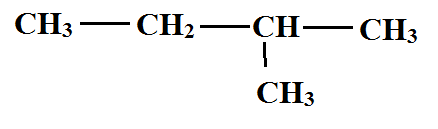 CH₃ — CH₂ — CH — CH₃
CH₃